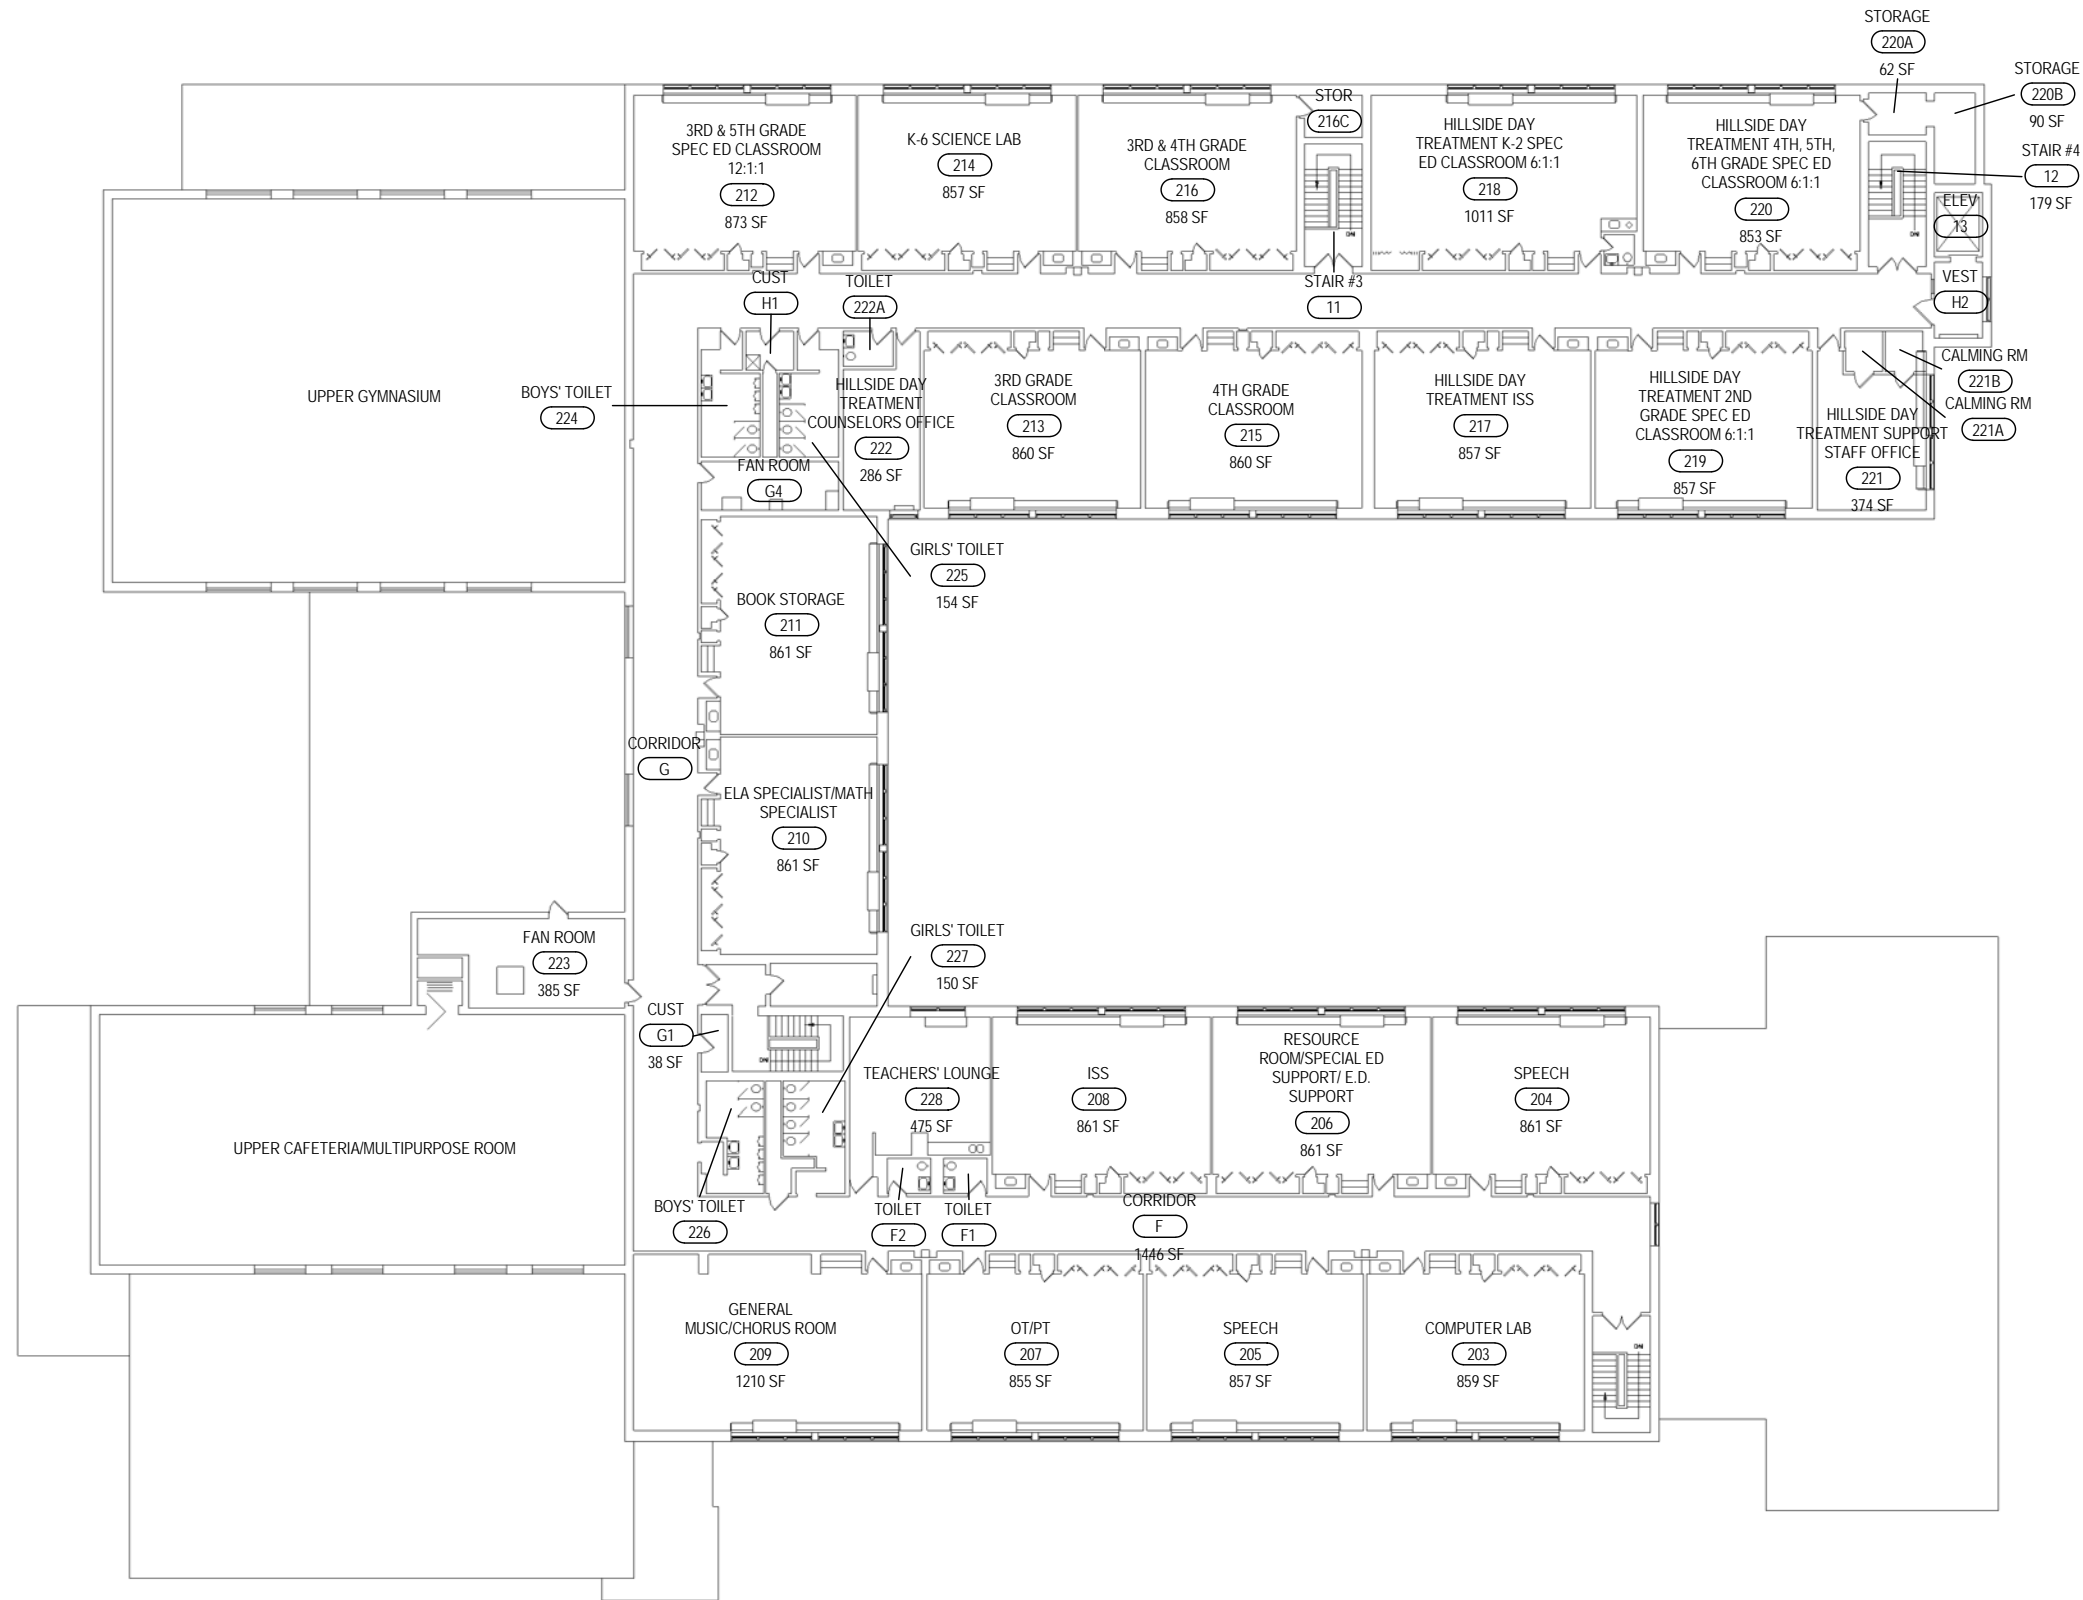 STORAGE
220A
62 SF
STORAGE
220B
90 SF
STAIR #4
12
179 SF
ELEV
13
VEST
H2
3RD & 5TH GRADE
SPEC ED CLASSROOM
12:1:1
212
873 SF
K-6 SCIENCE LAB
214
857 SF
3RD & 4TH GRADE
CLASSROOM
216
858 SF
STOR
216C
HILLSIDE DAY
TREATMENT K-2 SPEC
ED CLASSROOM 6:1:1
218
1011 SF
HILLSIDE DAY
TREATMENT 4TH, 5TH,
6TH GRADE SPEC ED
CLASSROOM 6:1:1
220
853 SF
DN
DN
CUST
H1
TOILET
222A
STAIR #3
11
UPPER GYMNASIUM
BOYS' TOILET
224
HILLSIDE DAY
TREATMENT
COUNSELORS OFFICE
222
286 SF
3RD GRADE
CLASSROOM
213
860 SF
4TH GRADE
CLASSROOM
215
860 SF
HILLSIDE DAY
TREATMENT ISS
217
857 SF
HILLSIDE DAY
TREATMENT 2ND
GRADE SPEC ED
CLASSROOM 6:1:1
219
857 SF
CALMING RM
221B
CALMING RM
221A
HILLSIDE DAY
TREATMENT SUPPORT
STAFF OFFICE
221
374 SF
FAN ROOM
G4
GIRLS' TOILET
225
154 SF
BOOK STORAGE
211
861 SF
CORRIDOR
G
ELA SPECIALIST/MATH
SPECIALIST
210
861 SF
FAN ROOM
223
385 SF
GIRLS' TOILET
227
150 SF
CUST
G1
38 SF
DN
TEACHERS' LOUNGE
228
475 SF
ISS
208
861 SF
RESOURCE
ROOM/SPECIAL ED
SUPPORT/ E.D.
SUPPORT
206
861 SF
SPEECH
204
861 SF
UPPER CAFETERIA/MULTIPURPOSE ROOM
BOYS' TOILET
226
TOILET
F2
TOILET
F1
CORRIDOR
F
1446 SF
GENERAL
MUSIC/CHORUS ROOM
209
1210 SF
OT/PT
207
855 SF
SPEECH
205
857 SF
COMPUTER LAB
203
859 SF
DN